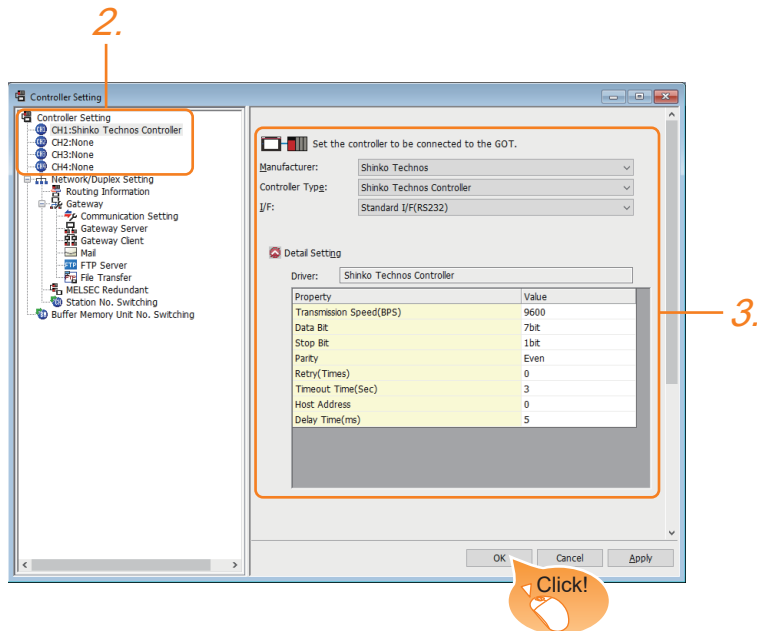 2.
Controller Setting
Controller Setting
CH1:Shinko Technos Controller
CH2:None
CH3:None
CH4:None
Network/Duplex Setting
Routing Information
Gateway
Communication Setting
Gateway Server
Gateway Client
Mail
FTP FTP Server
File Transfer
MELSEC Redundant
Station No. Switching
Buffer Memory Unit No. Switching
Set the controller to be connected to the GOT.
Manufacturer: Shinko Technos
Controller Type: Shinko Technos Controller
I/F: Standard I/F(RS232)
Detail Setting
Driver: Shinko Technos Controller
Property Value
Transmission Speed(BPS) 9600
Data Bit 7bit
Stop Bit 1bit
Parity Even
Retry(Times) 0
Timeout Time(Sec) 3
Host Address 0
Delay Time(ms) 5
3.
OK Cancel Apply
Click!